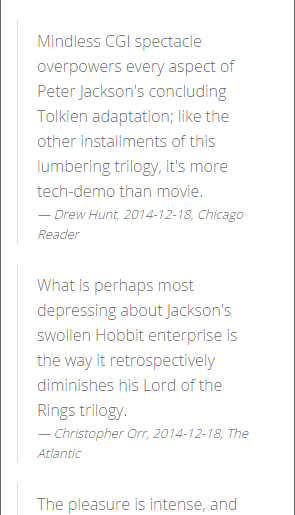 Mindless CGI spectacle
overpowers every aspect of
Peter Jackson's concluding
Tolkien adaptation; like the
other installments of this
lumbering trilogy, it's more
tech-demo than movie.
— Drew Hunt, 2014-12-18, Chicago
Reader
What is perhaps most
depressing about Jackson's
swollen Hobbit enterprise is
the way it retrospectively
diminishes his Lord of the
Rings trilogy.
— Christopher Orr, 2014-12-18, The
Atlantic
The pleasure is intense, and